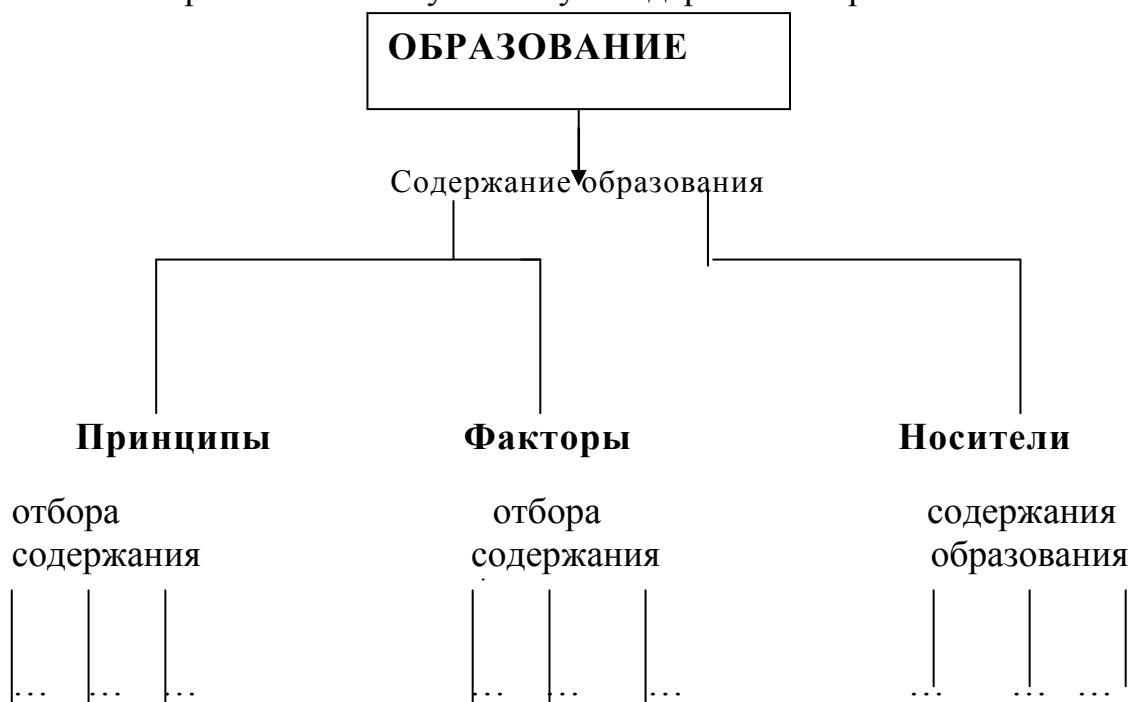 ОБРАЗОВАНИЕ
Содержание образования
Принципы Факторы Носители
отбора отбора содержания
содержания содержания образования
... ... ... ... ... ... ... ... ...